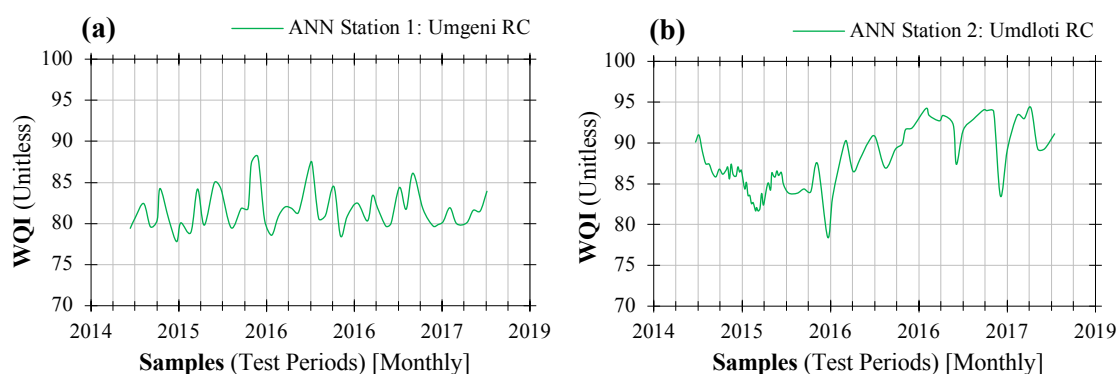 (a)
ANN Station 1: Umgeni RC
100
95
90
85
80
75
70
WQI (Unitless)
2014 2015 2016 2016 2017 2019
Samples (Test Periods) [Monthly]
(b)
ANN Station 2: Umdloti RC
100
95
90
85
80
75
70
WQI (Unitless)
2014 2015 2016 2016 2017 2019
Samples (Test Periods) [Monthly]